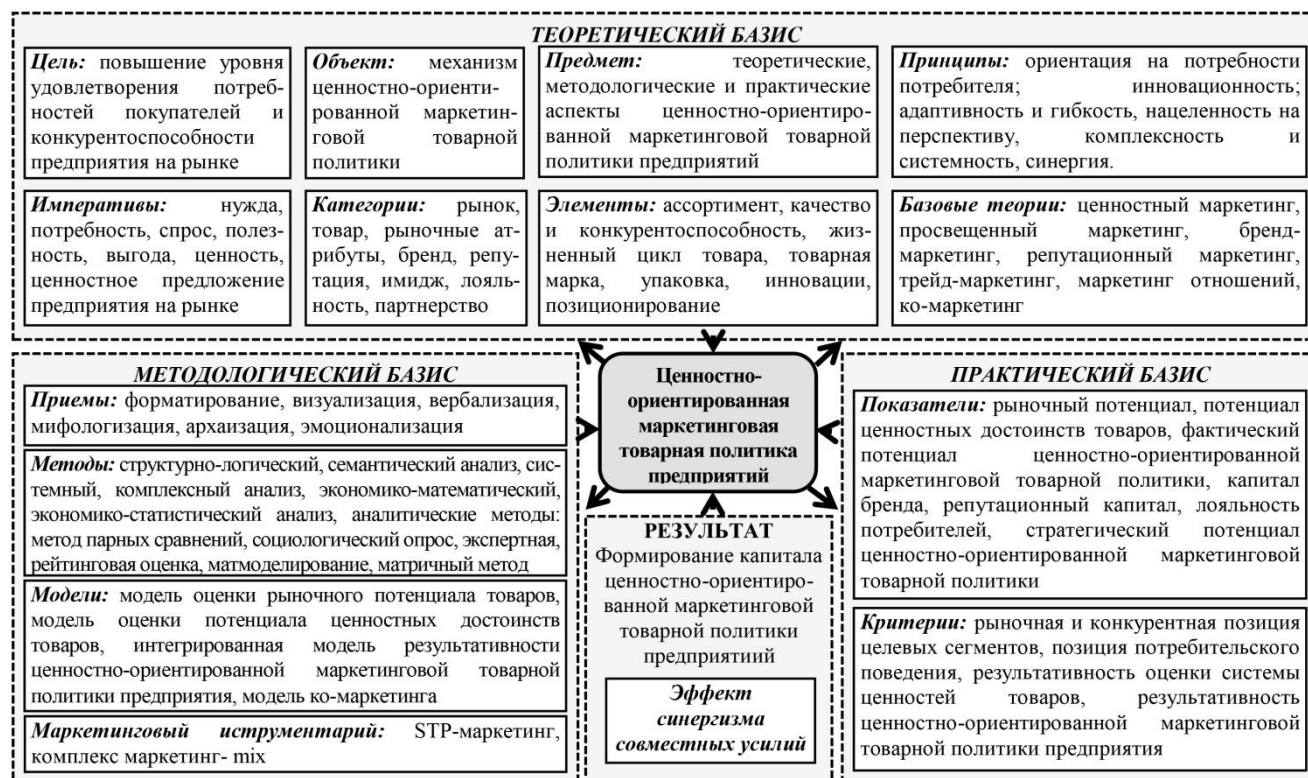 ТЕОРЕТИЧЕСКИЙ БАЗИС
Цель: повышение уровня
удовлетворения потреб-
ностей покупателей и
конкурентоспособности
предприятия на рынке
Объект: механизм
ценностно-ориенти-
рованной маркетин-
говой товарной
политики
Предмет: теоретические,
методологические и практические
аспекты ценностно-ориентиро-
ванной маркетинговой товарной
политики предприятий
Принципы: ориентация на потребности
потребителя; инновационность;
адаптивность и гибкость, нацеленность на
перспективу, комплексность и
системность, синергия.
Императивы: нужда,
потребность, спрос, полез-
ность, выгода, ценность,
ценностное предложение
предприятия на рынке
Категории: рынок,
товар, рыночные ат-
рибуты, бренд, репу-
тация, имидж, лояль-
ность, партнерство
Элементы: ассортимент, качество
и конкурентоспособность, жиз-
ненный цикл товара, товарная
марка, упаковка, инновации,
позиционирование
Базовые теории: ценностный маркетинг,
просвещенный маркетинг, бренд-
маркетинг, репутационный маркетинг,
трейд-маркетинг, маркетинг отношений,
ко-маркетинг
МЕТОДОЛОГИЧЕСКИЙ БАЗИС
Приемы: форматирование, визуализация, вербализация,
мифологизация, архаизация, эмоционализация
Методы: структурно-логический, семантический анализ, сис-
темный, комплексный анализ, экономико-математический,
экономико-статистический анализ, аналитические методы:
метод парных сравнений, социологический опрос, экспертная,
рейтинговая оценка, матмоделирование, матричный метод
Модели: модель оценки рыночного потенциала товаров,
модель оценки потенциала ценностных достоинств
товаров, интегрированная модель результативности
ценностно-ориентированной маркетинговой товарной
политики предприятия, модель ко-маркетинга
Маркетинговый иструментарий: STP-маркетинг,
комплекс маркетинг- mix
Ценностно-
ориентированная
маркетинговая
товарная политика
предприятий
РЕЗУЛЬТАТ
Формирование капитала
ценностно-ориентиро-
ванной маркетинговой
товарной политики
предприятиий
Эффект
синергизма
совместных усилий
ПРАКТИЧЕСКИЙ БАЗИС
Показатели: рыночный потенциал, потенциал
ценностных достоинств товаров, фактический
потенциал ценностно-ориентированной
маркетинговой товарной политики, капитал
бренда, репутационный капитал, лояльность
потребителей, стратегический потенциал
ценностно-ориентированной маркетинговой
товарной политики
Критерии: рыночная и конкурентная позиция
целевых сегментов, позиция потребительского
поведения, результативность оценки системы
ценностей товаров, результативность
ценностно-ориентированной маркетинговой
товарной политики предприятия